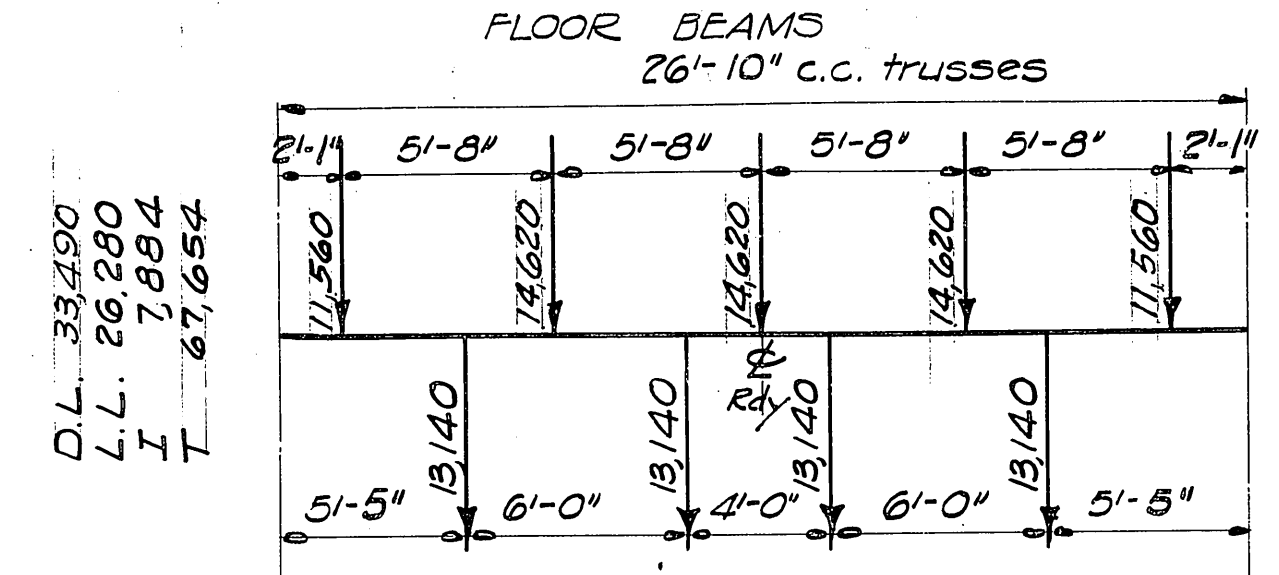 FLOOR BEAMS
26'-10" c.c. trusses
2'-1" 5'-8" 5'-8" 5'-8" 5'-8" 2'-1"
11,560 14,620 14,620 14,620 11,560
D.L. 33,490
L.L. 26,280
I 7,884
T 67,654
℄
Rdy
13,140 13,140 13,140 13,140
5'-5" 6'-0" 4'-0" 6'-0" 5'-5"